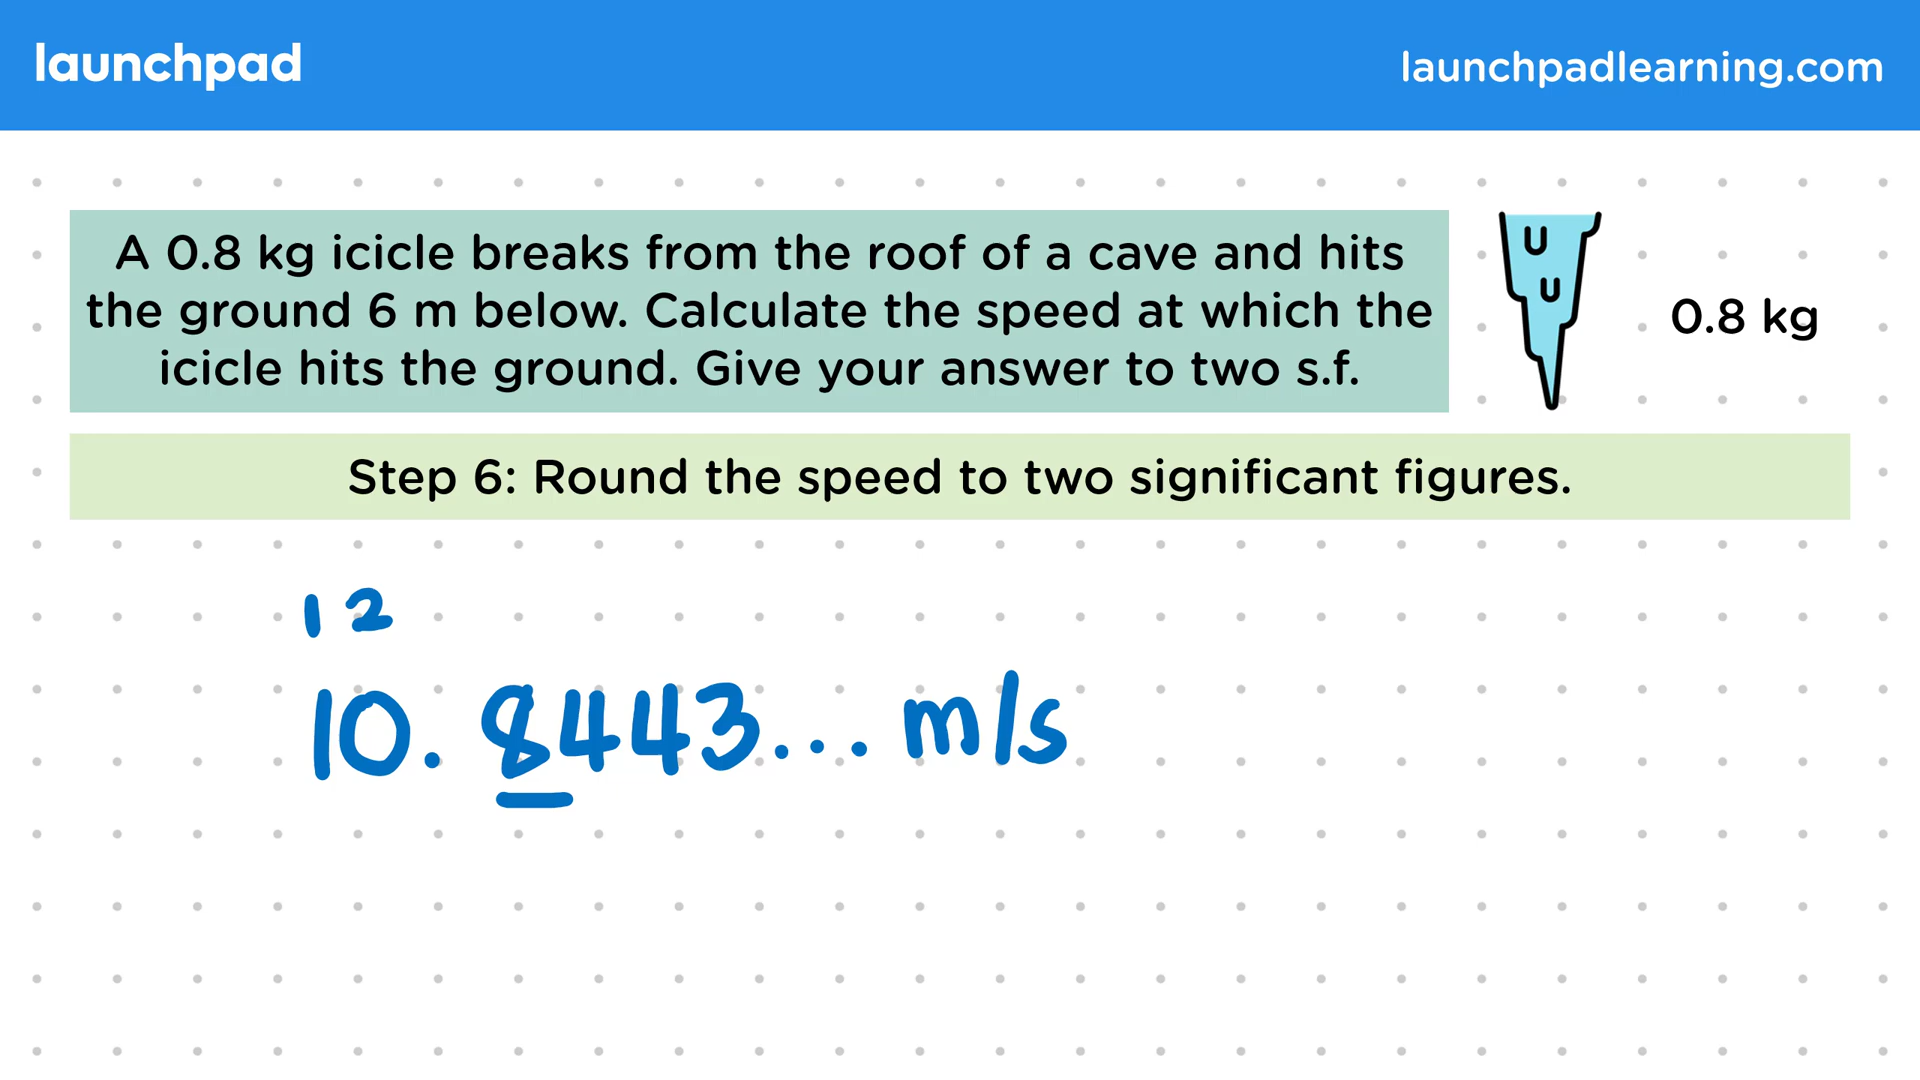 launchpad
launchpadlearning.com
A 0.8 kg icicle breaks from the roof of a cave and hits
the ground 6 m below. Calculate the speed at which the
icicle hits the ground. Give your answer to two s.f.
0.8 kg
Step 6: Round the speed to two significant figures.
1 2
10.8443... m/s